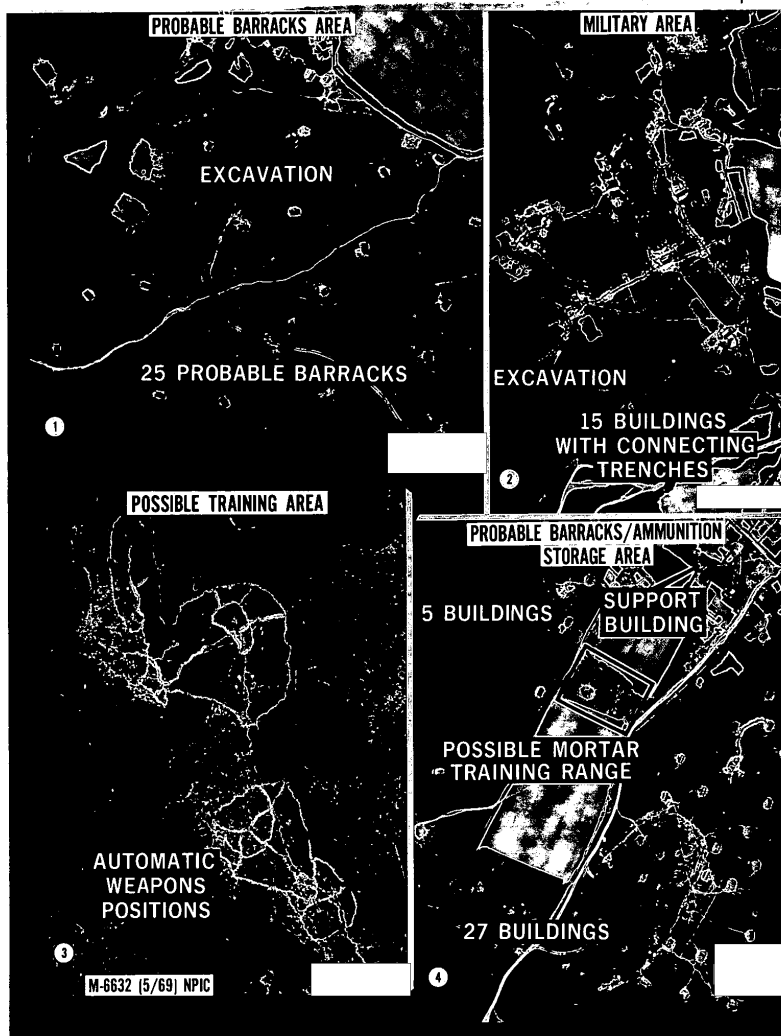 PROBABLE BARRACKS AREA
EXCAVATION
25 PROBABLE BARRACKS
1
MILITARY AREA
EXCAVATION
15 BUILDINGS
WITH CONNECTING
TRENCHES
2
POSSIBLE TRAINING AREA
AUTOMATIC
WEAPONS
POSITIONS
3
M-6632 (5/69) NPIC
PROBABLE BARRACKS/AMMUNITION
STORAGE AREA
5 BUILDINGS
SUPPORT
BUILDING
POSSIBLE MORTAR
TRAINING RANGE
27 BUILDINGS
4